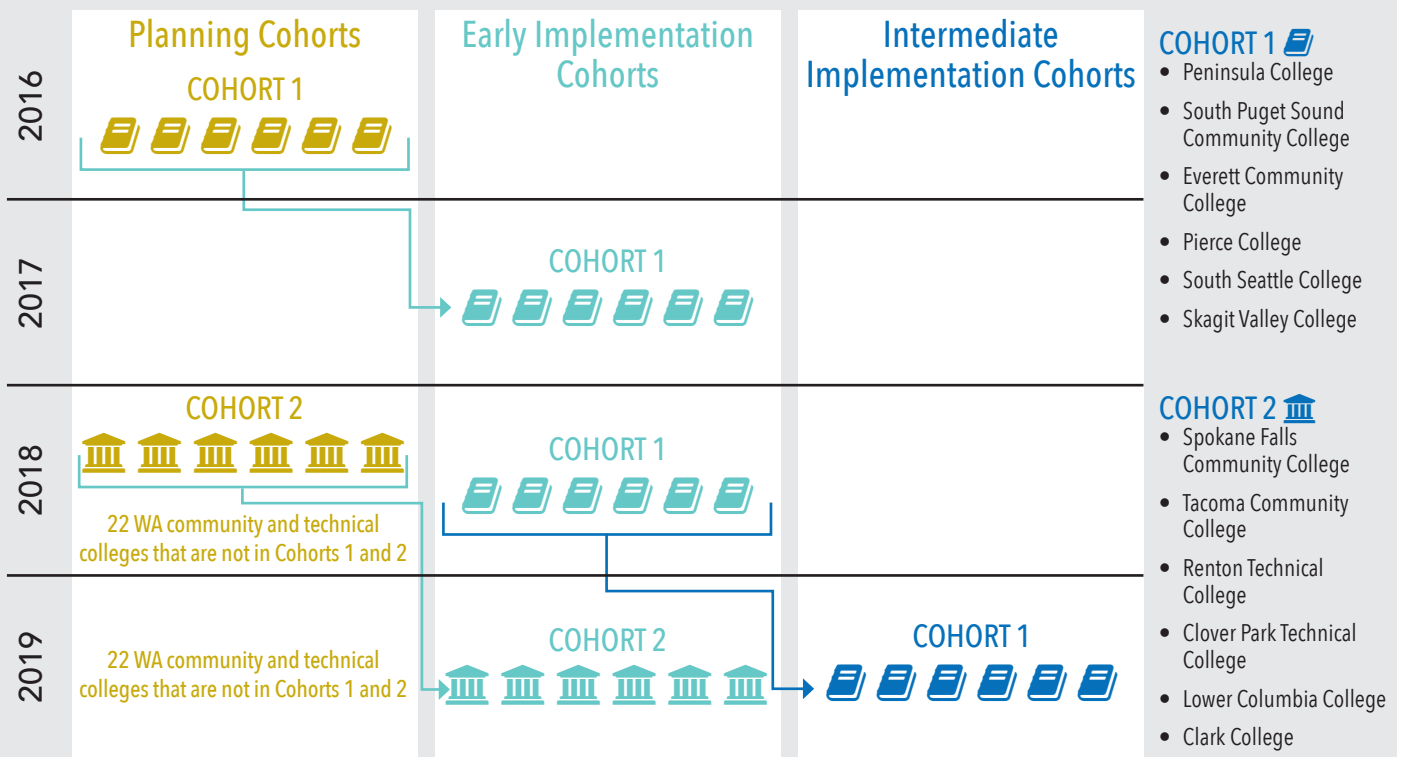 Planning Cohorts
Early Implementation
Cohorts
Intermediate
Implementation Cohorts
2016
COHORT 1
2017
COHORT 1
2018
COHORT 2
22 WA community and technical
colleges that are not in Cohorts 1 and 2
COHORT 1
2019
22 WA community and technical
colleges that are not in Cohorts 1 and 2
COHORT 2
COHORT 1
COHORT 1
• Peninsula College
• South Puget Sound
Community College
• Everett Community
College
• Pierce College
• South Seattle College
• Skagit Valley College
COHORT 2
• Spokane Falls
Community College
• Tacoma Community
College
• Renton Technical
College
• Clover Park Technical
College
• Lower Columbia College
• Clark College